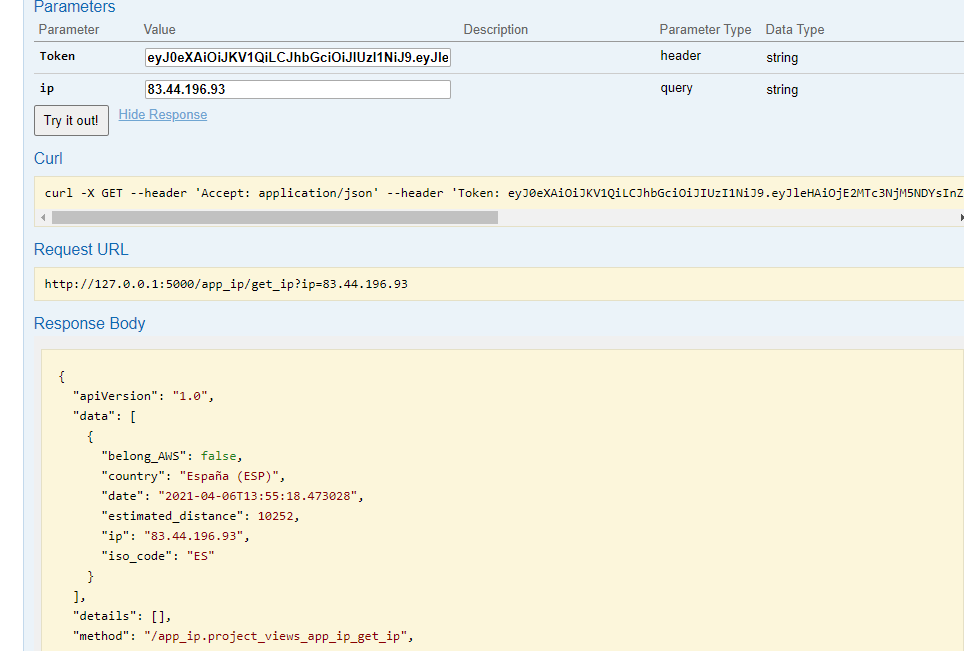 Parameters
Parameter Value Description Parameter Type Data Type
Token eyJ0eXAiOiJKV1QiLCJhbGciOiJIUzI1NiJ9.eyJle header string
ip 83.44.196.93 query string
Try it out! Hide Response
Curl
curl -X GET --header 'Accept: application/json' --header 'Token: eyJ0eXAiOiJKV1QiLCJhbGciOiJIUzI1NiJ9.eyJleHAiOjE2MTc3NjM5NDYsInZ
Request URL
http://127.0.0.1:5000/app_ip/get_ip?ip=83.44.196.93
Response Body
{
"apiVersion": "1.0",
"data": [
{
"belong_AWS": false,
"country": "España (ESP)",
"date": "2021-04-06T13:55:18.473028",
"estimated_distance": 10252,
"ip": "83.44.196.93",
"iso_code": "ES"
}
],
"details": [],
"method": "/app_ip.project_views_app_ip_get_ip",